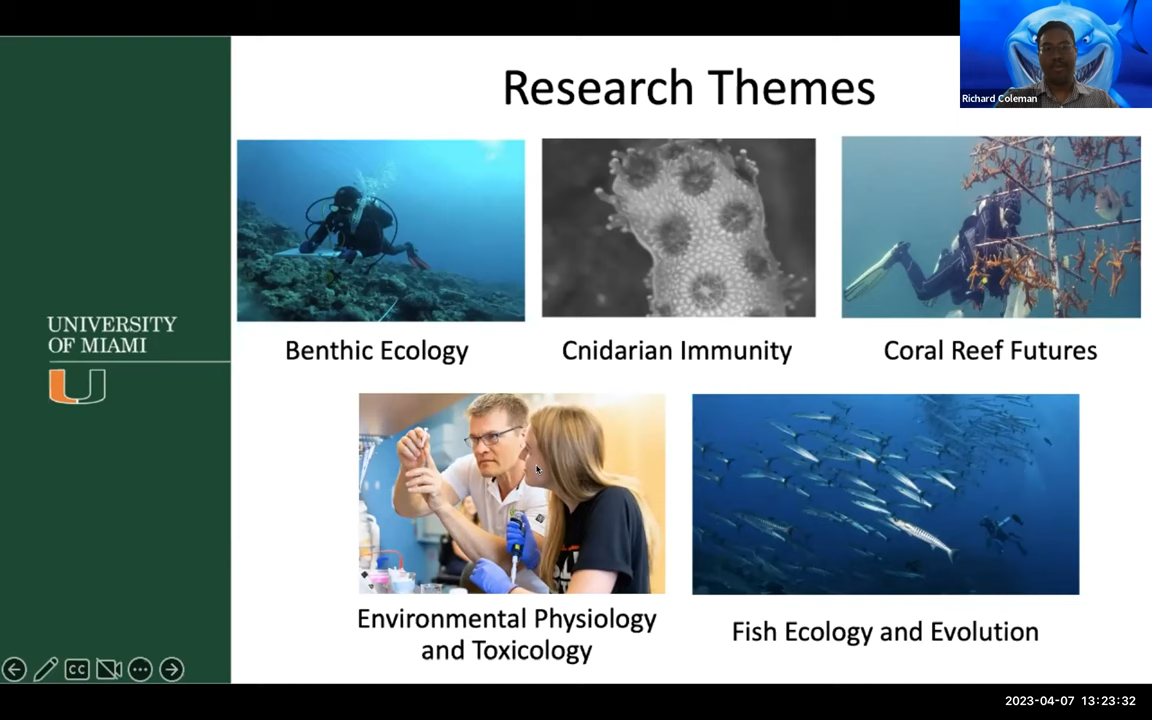 Research Themes
Richard Coleman
UNIVERSITY
OF MIAMI
Benthic Ecology
Cnidarian Immunity
Coral Reef Futures
Environmental Physiology
and Toxicology
Fish Ecology and Evolution
CC
2023-04-07 13:23:32